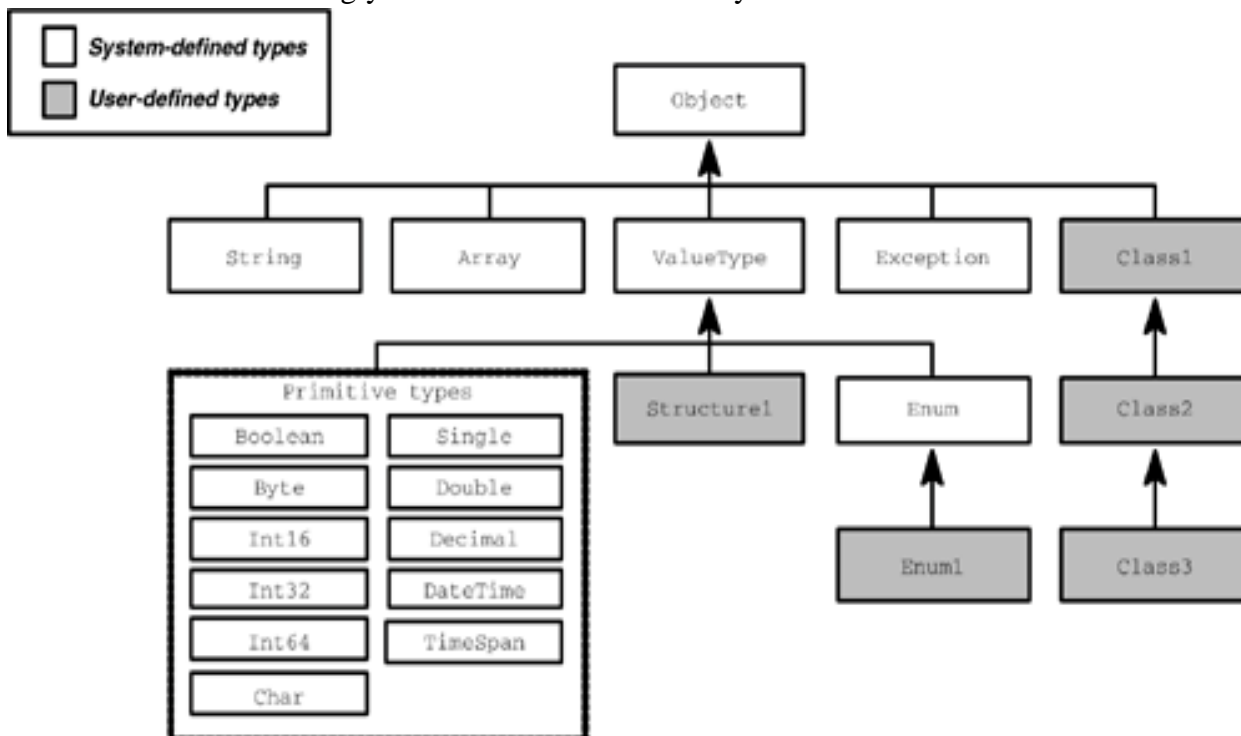 System-defined types
User-defined types
Object
String Array ValueType Exception Class1
Primitive types
Structure1 Enum Class2
Boolean Single
Byte Double
Int16 Decimal
Int32 DateTime
Enum1 Class3
Int64 TimeSpan
Char